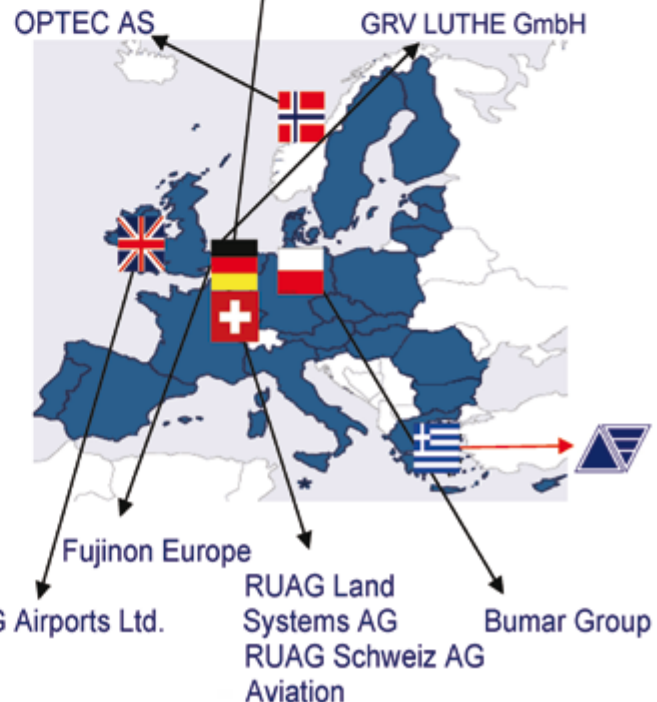 OPTEC AS
GRV LUTHE GmbH
Fujinon Europe
Airports Ltd.
RUAG Land
Systems AG
RUAG Schweiz AG
Aviation
Bumar Group